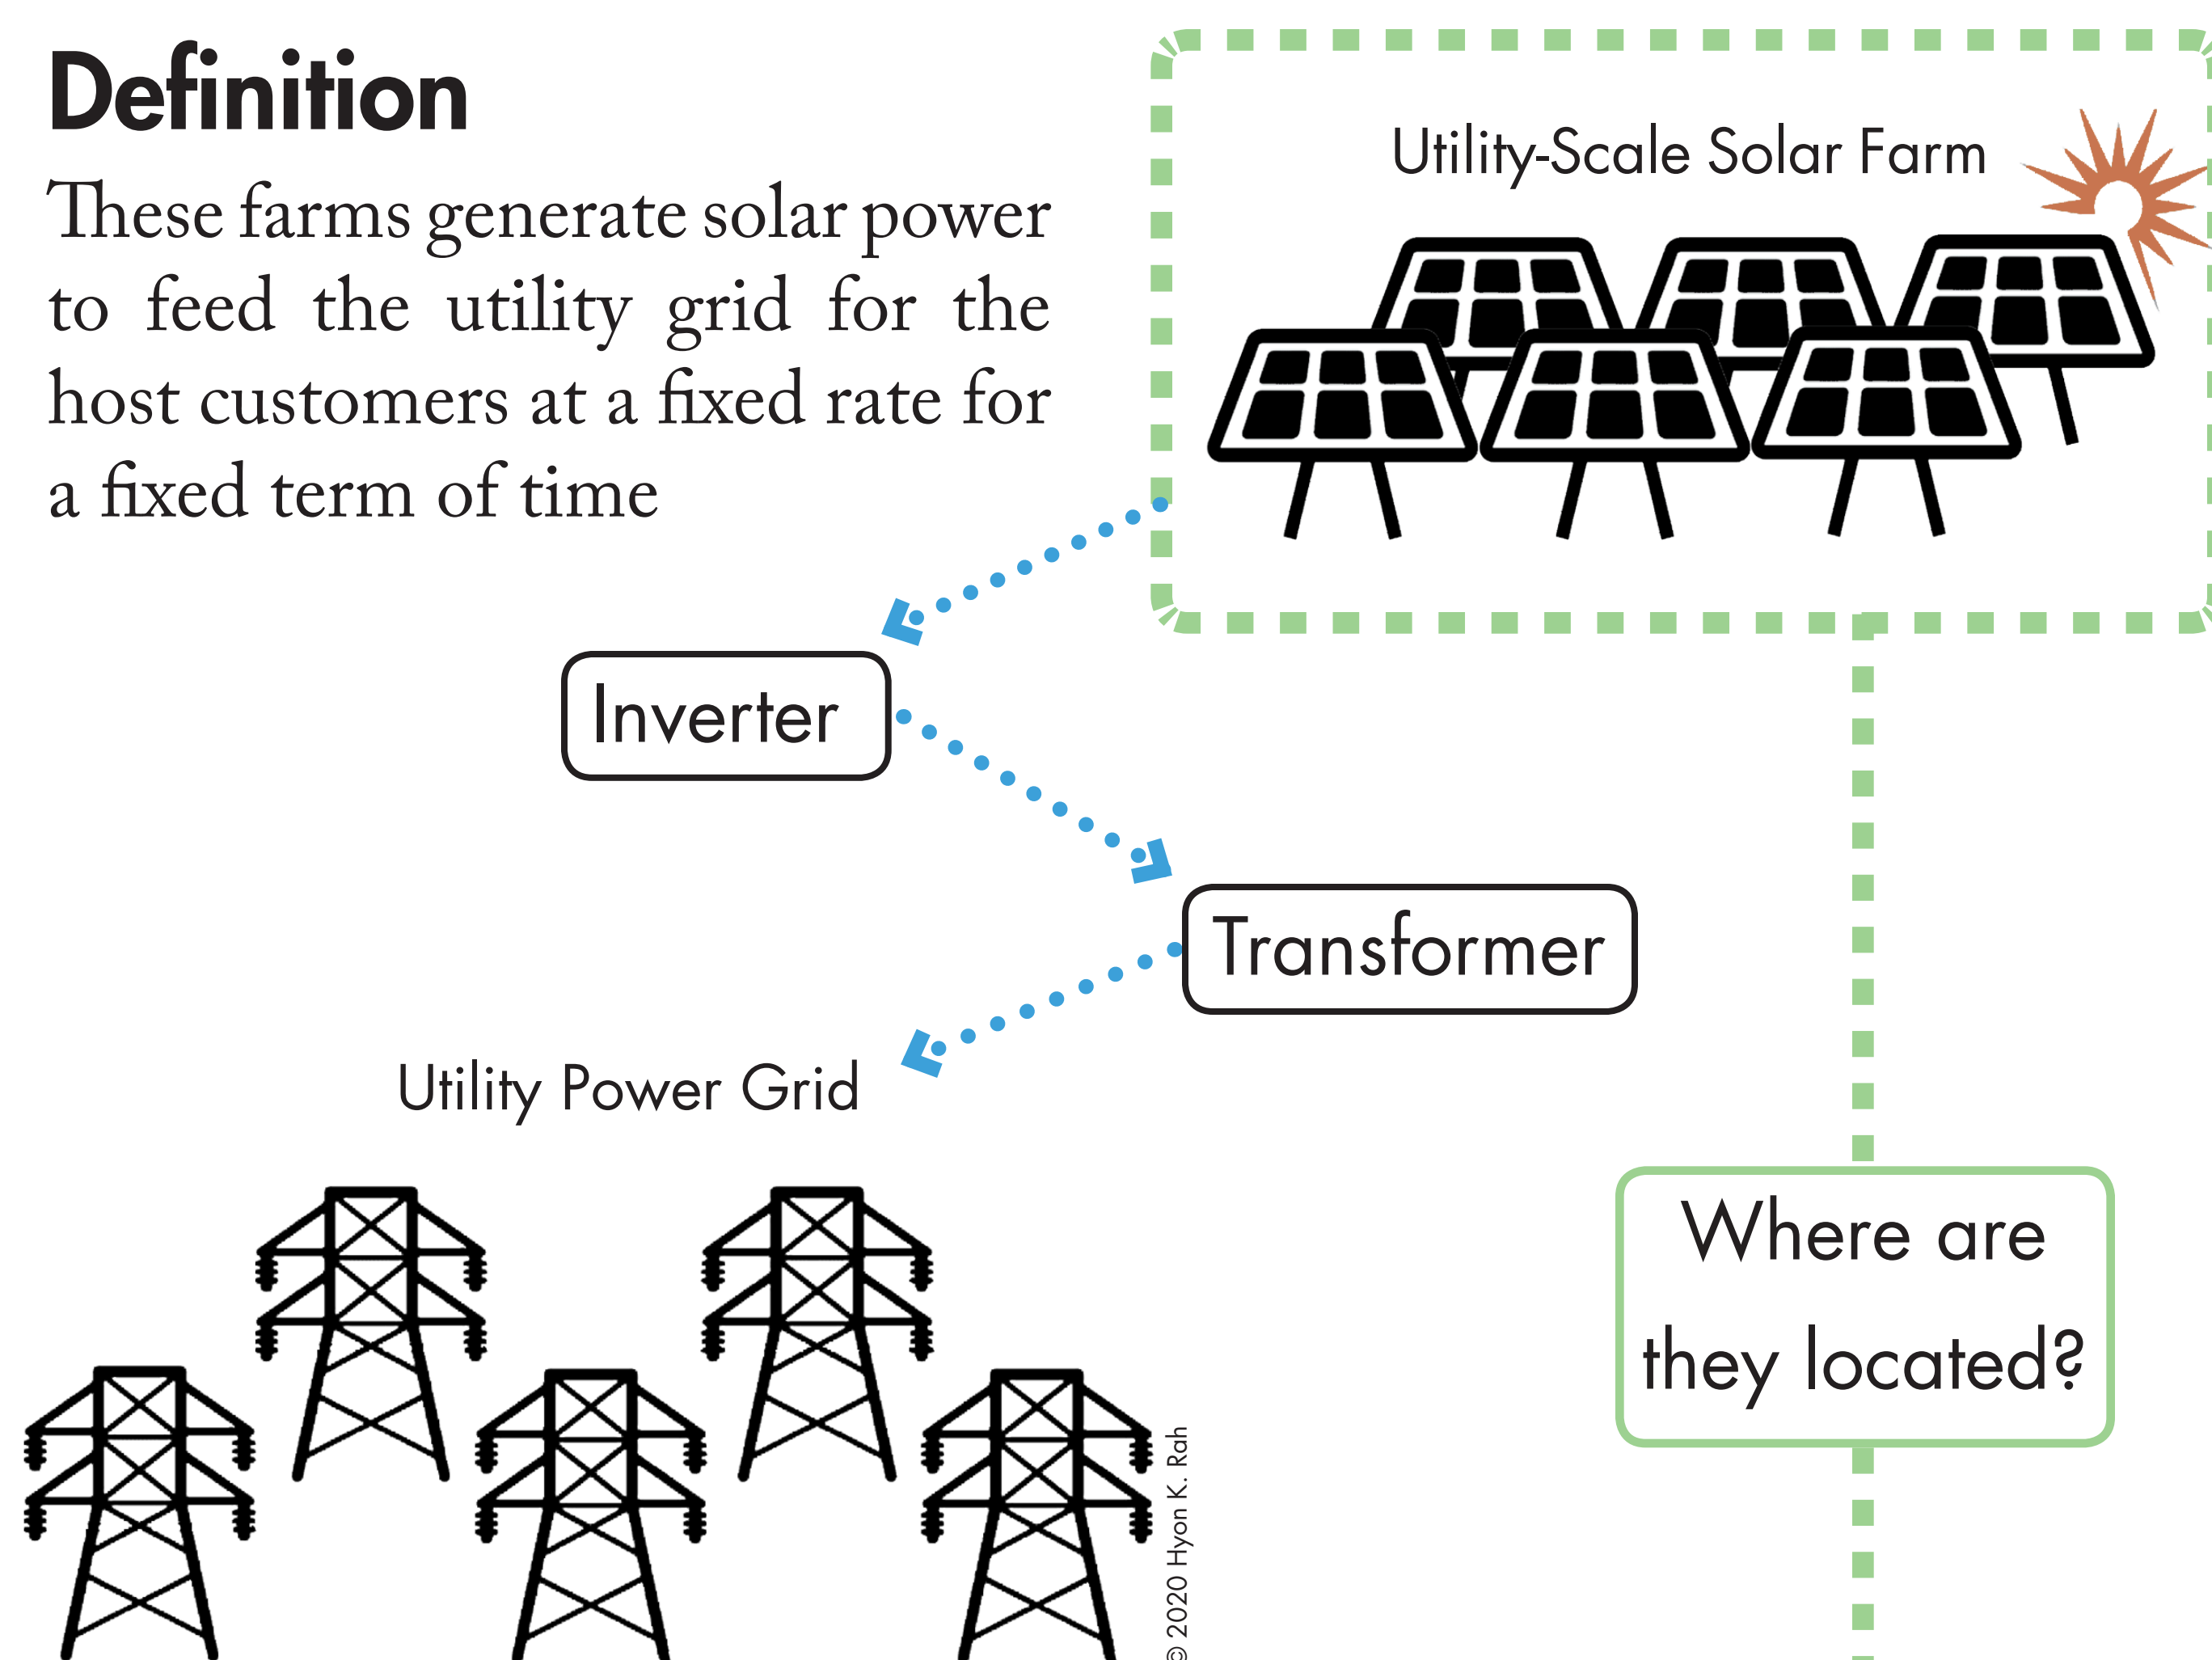 Definition
These farms generate solar power
to feed the utility grid for the
host customers at a fixed rate for
a fixed term of time
Utility-Scale Solar Farm
Inverter
Transformer
Utility Power Grid
Where are
they located?
© 2020 Hyon K. Rah